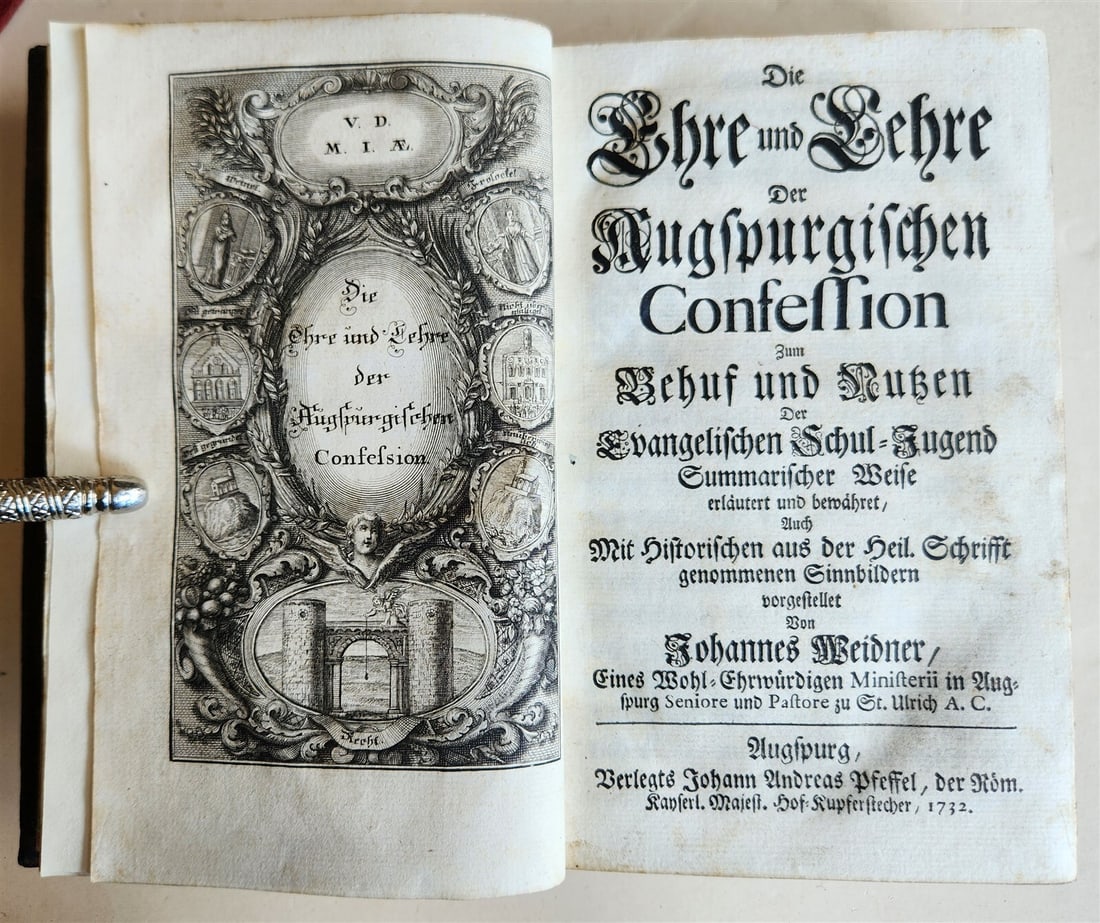 V. D.
M. I. Æ.
Die
Ehre und Lehre
der
Augspurgischen
Confession.
Recht.
Die
Ehre und Lehre
Der
Augspurgischen
Confession
Zum
Behuf und Nutzen
Der
Evangelischen Schul-Jugend
Summarischer Weise
erläutert und bewähret,
Auch
Mit Historischen aus der Heil. Schrifft
genommenen Sinnbildern
vorgestellet
Von
Johannes Weidner,
Eines Wohl-Ehrwürdigen Ministerii in Aug-
spurg Seniore und Pastore zu St. Ulrich A. C.
Augspurg,
Verlegts Johann Andreas Pfeffel, der Röm.
Kayserl. Majest. Hof-Kupferstecher, 1732.